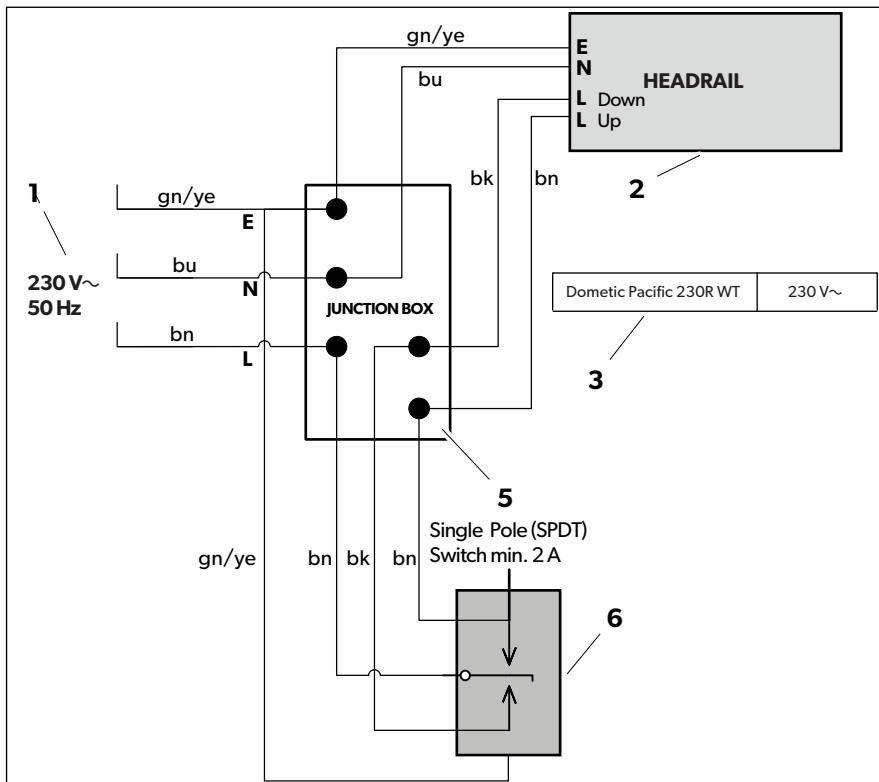 gn/ye
bu
E
N
L Down
L Up
HEADRAIL
2
bk
bn
1
gn/ye
E
230 V~
50 Hz
bu
N
bn
L
JUNCTION BOX
Dometic Pacific 230R WT
230 V~
3
5
Single Pole (SPDT)
Switch min. 2 A
gn/ye
bn
bk
bn
6